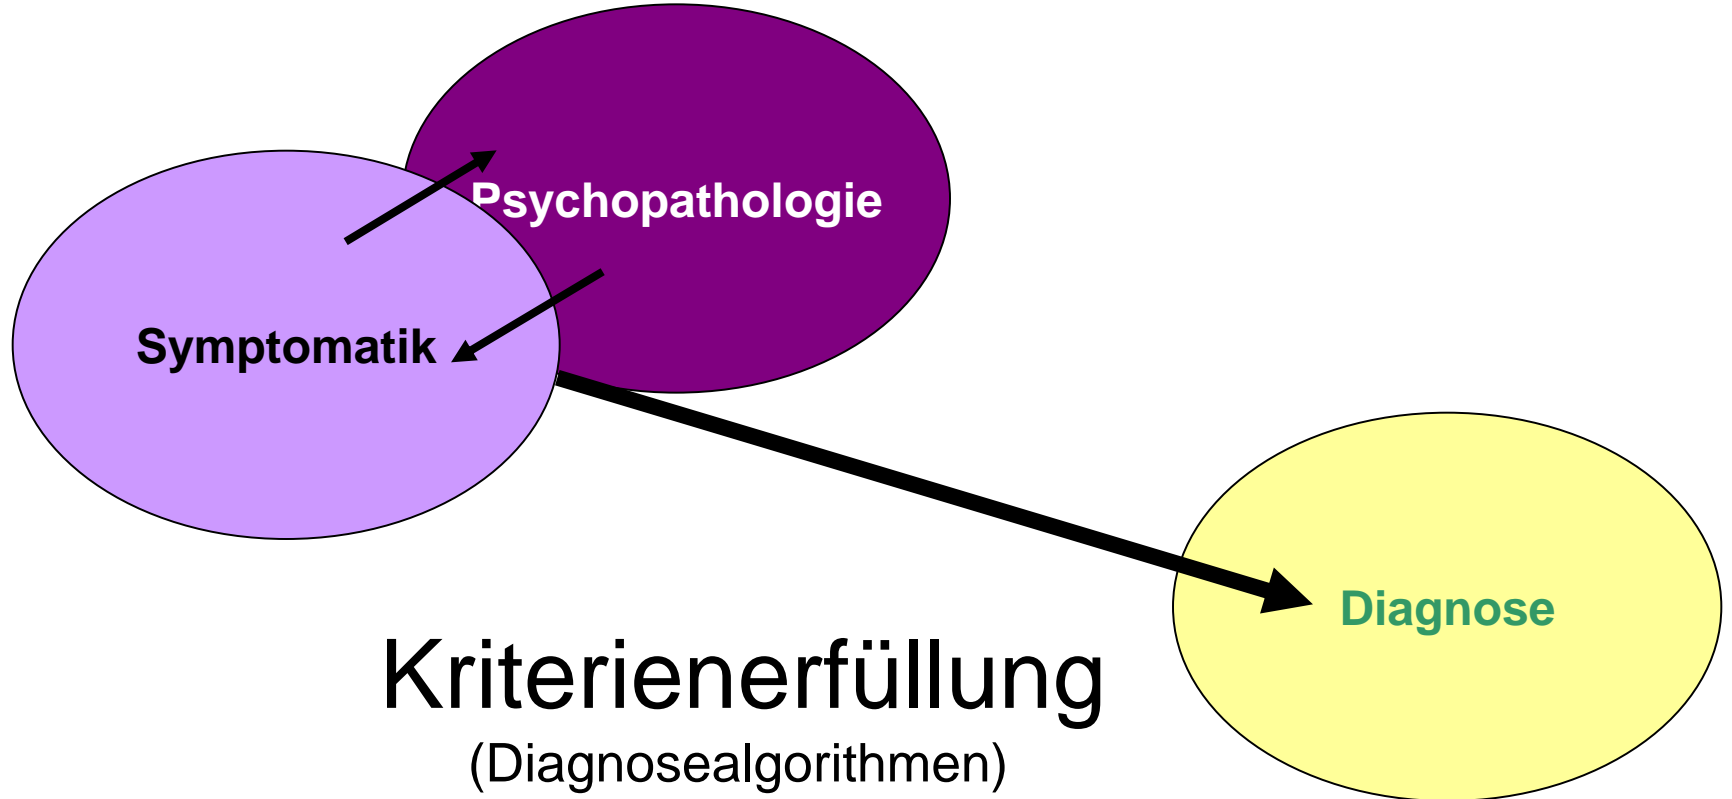 Psychopathologie
Symptomatik
Diagnose
Kriterienerfüllung
(Diagnosealgorithmen)